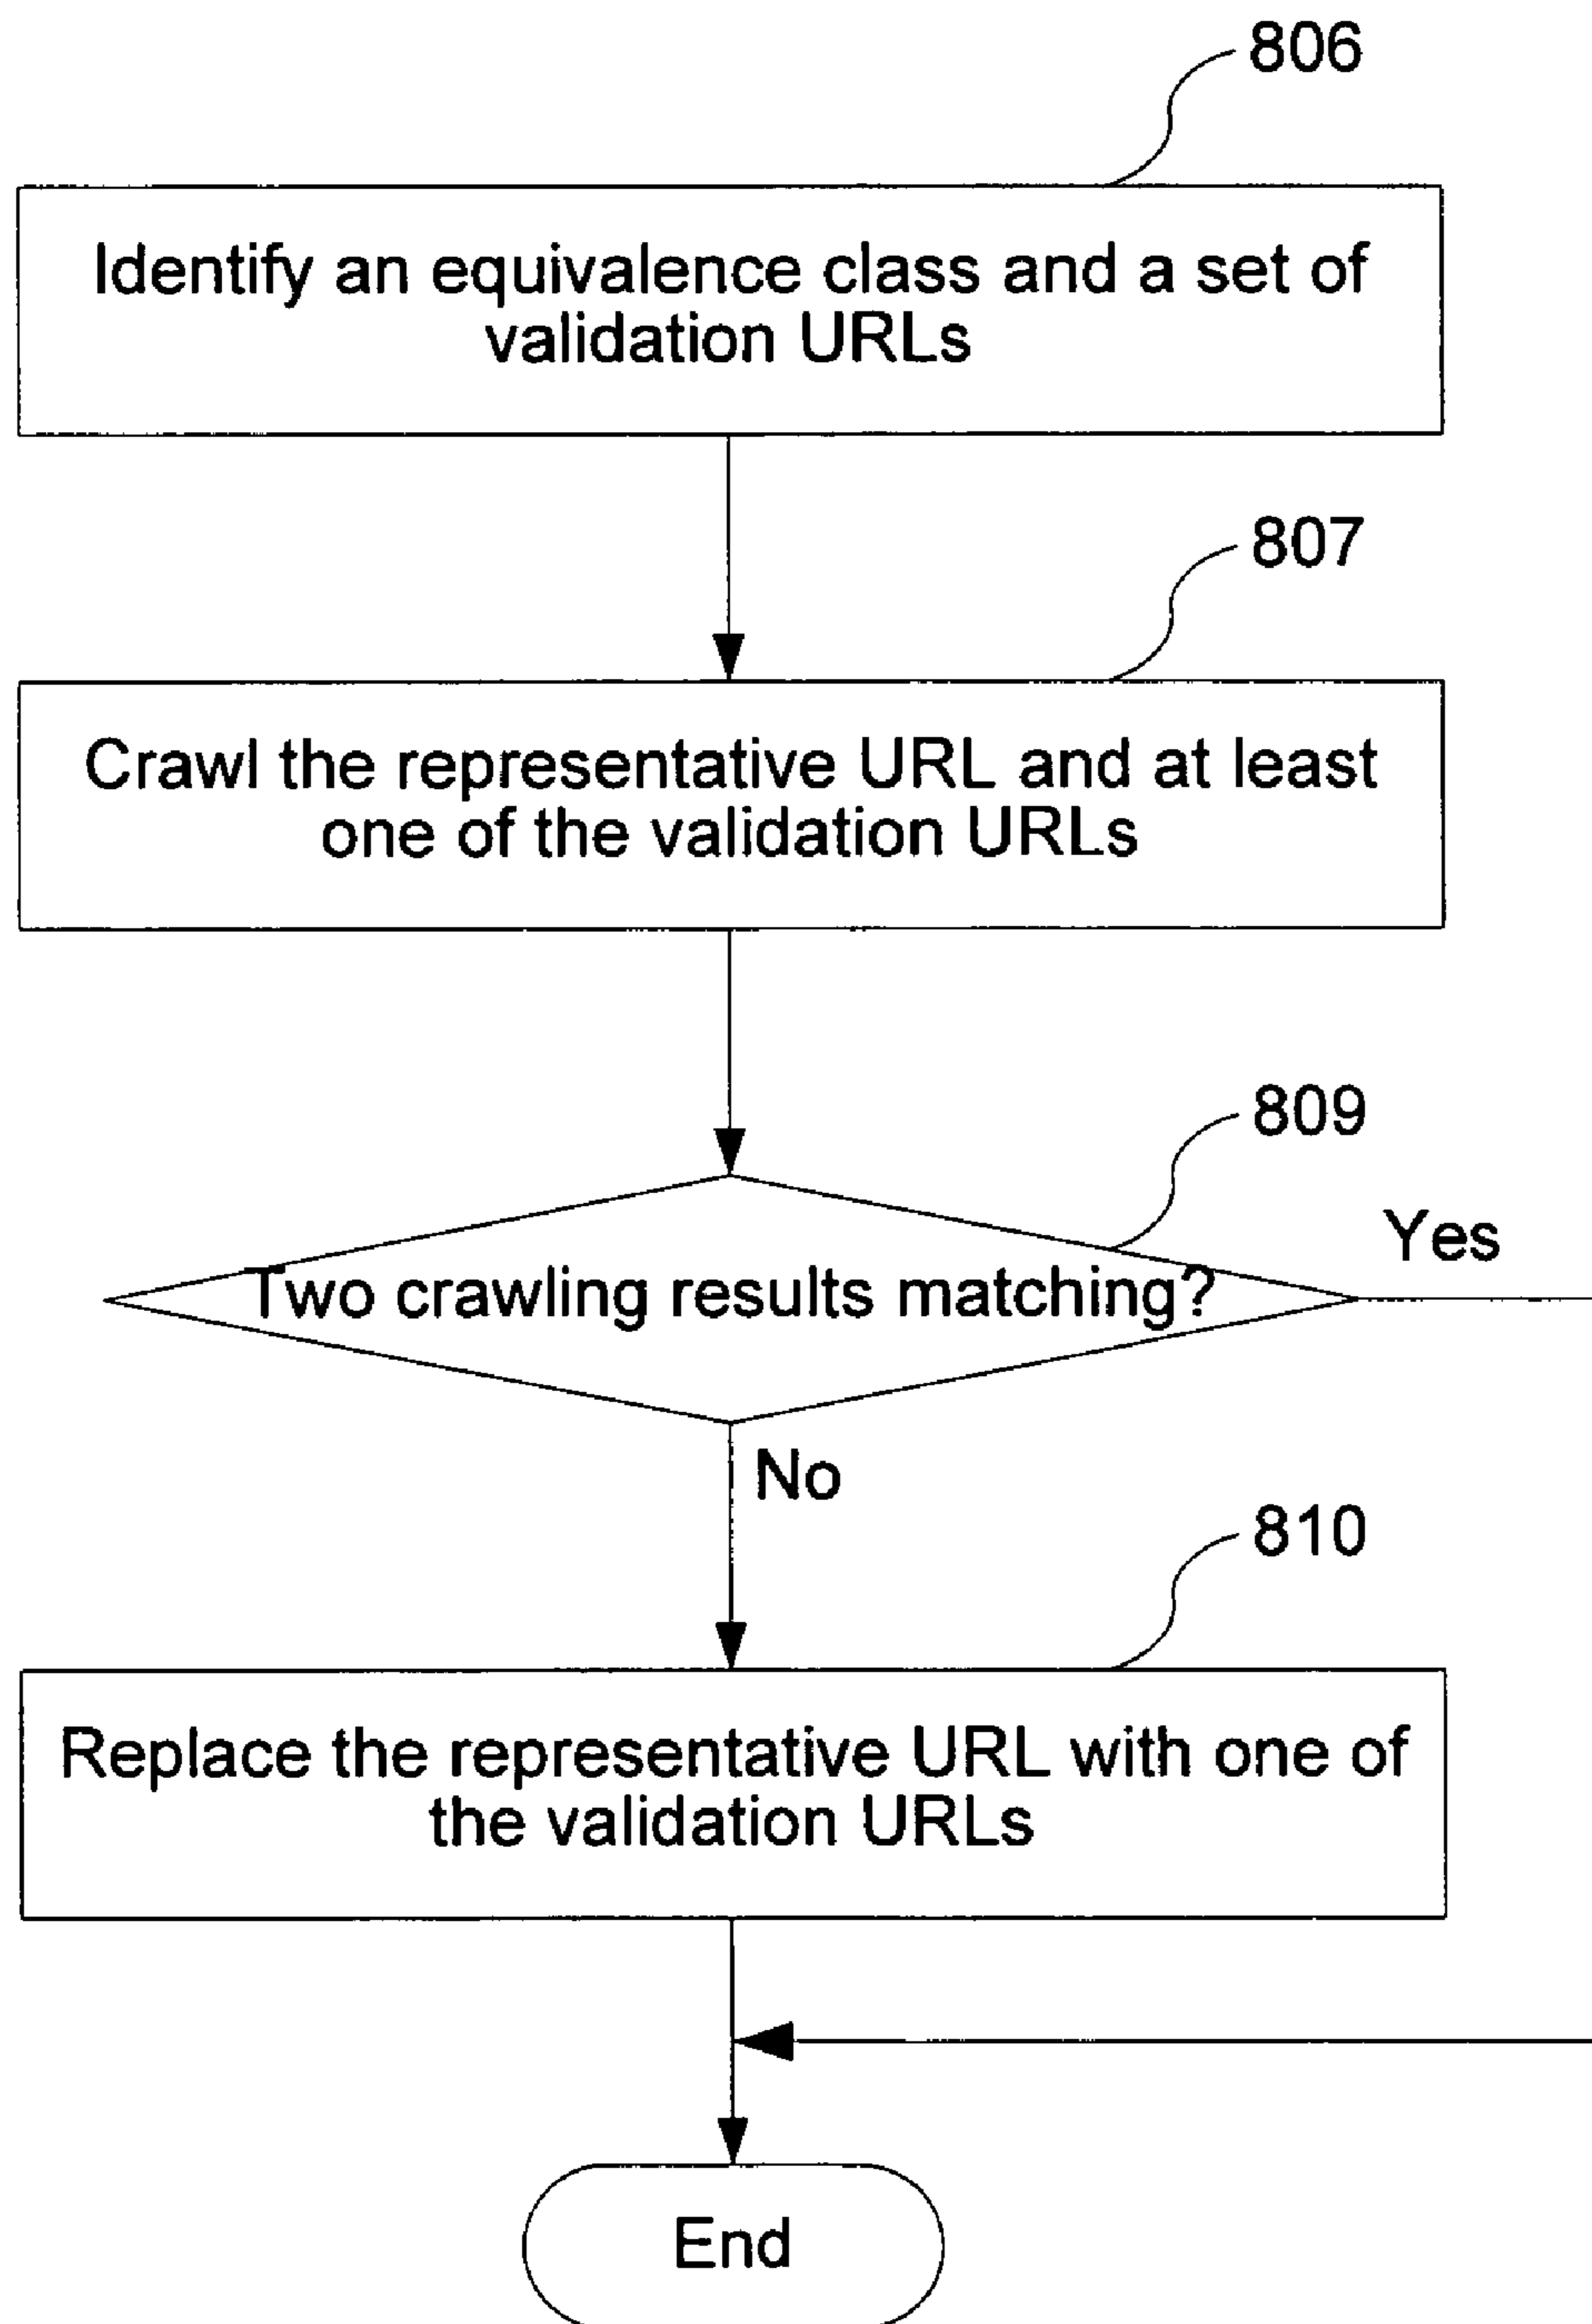 806
Identify an equivalence class and a set of
validation URLs
807
Crawl the representative URL and at least
one of the validation URLs
809
Yes
Two crawling results matching?
No
810
Replace the representative URL with one of
the validation URLs
End